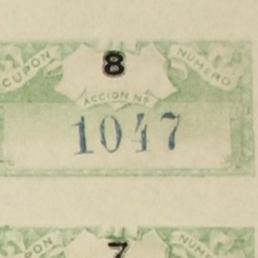 CUPON 8 NUMERO
ACCION Nº
1047
CUPON 7 NUMERO